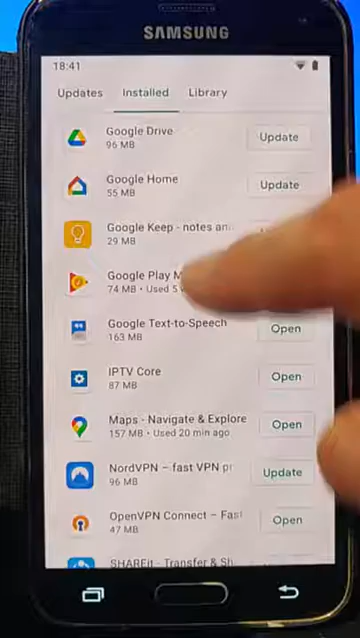 SAMSUNG
18:41
Updates Installed Library
Google Drive
96 MB
Update
Google Home
55 MB
Update
Google Keep - notes an
29 MB
Google Play M
74 MB • Used 5
Google Text-to-Speech
163 MB
Open
IPTV Core
87 MB
Open
Maps - Navigate & Explore
157 MB • Used 20 min ago
Open
NordVPN – fast VPN pr
96 MB
Update
OpenVPN Connect – Fast
47 MB
Open
SHAREit - Transfer & Sh